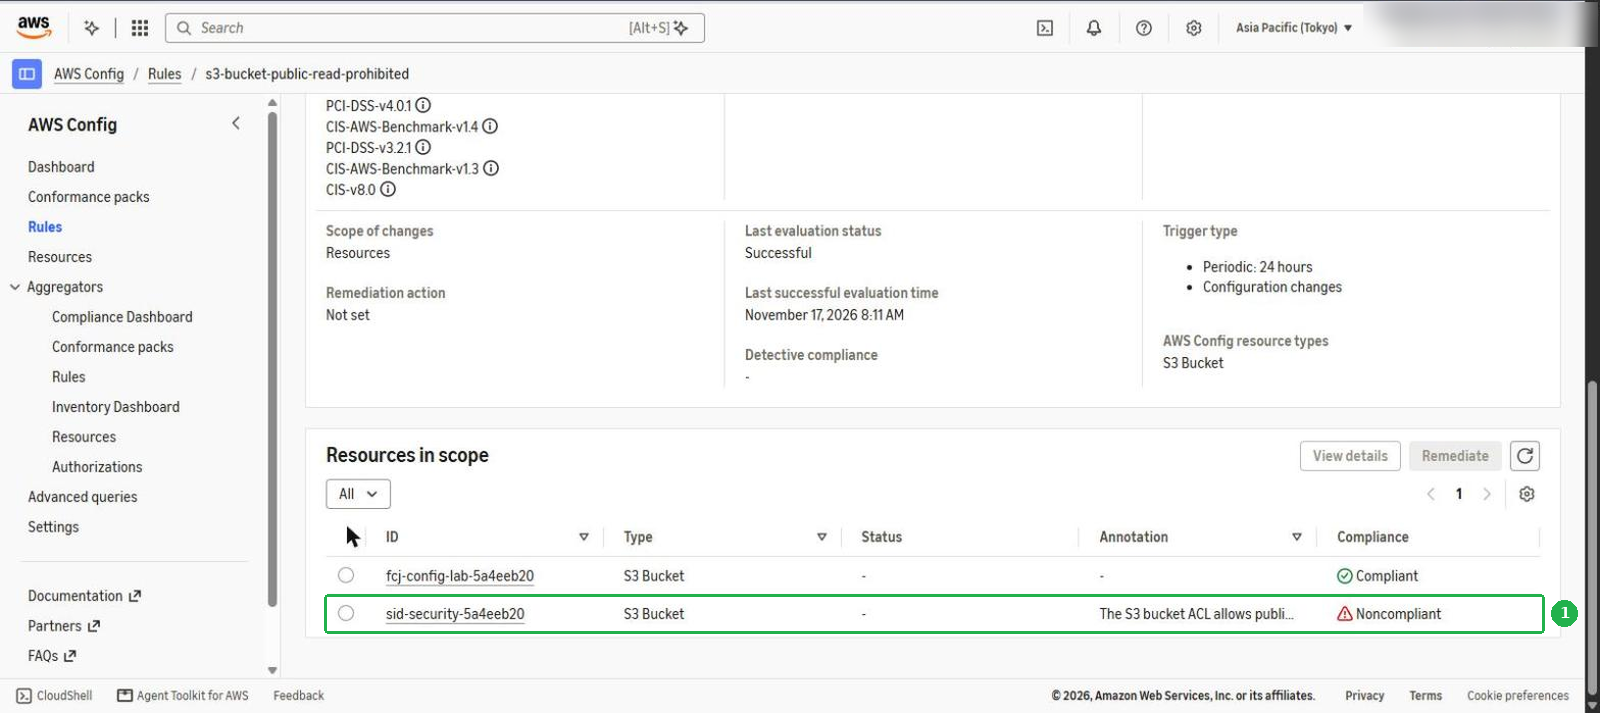 aws
Search
[Alt+S]
Asia Pacific (Tokyo)
AWS Config / Rules / s3-bucket-public-read-prohibited
AWS Config
Dashboard
Conformance packs
Rules
Resources
Aggregators
Compliance Dashboard
Conformance packs
Rules
Inventory Dashboard
Resources
Authorizations
Advanced queries
Settings
Documentation
Partners
FAQs
PCI-DSS-v4.0.1
CIS-AWS-Benchmark-v1.4
PCI-DSS-v3.2.1
CIS-AWS-Benchmark-v1.3
CIS-v8.0
Scope of changes
Resources
Remediation action
Not set
Last evaluation status
Successful
Last successful evaluation time
November 17, 2026 8:11 AM
Detective compliance
-
Trigger type
• Periodic: 24 hours
• Configuration changes
AWS Config resource types
S3 Bucket
Resources in scope
View details
Remediate
All
1
ID Type Status Annotation Compliance
fcj-config-lab-5a4eeb20 S3 Bucket - - Compliant
sid-security-5a4eeb20 S3 Bucket - The S3 bucket ACL allows publi... Noncompliant
1
CloudShell Agent Toolkit for AWS Feedback
© 2026, Amazon Web Services, Inc. or its affiliates. Privacy Terms Cookie preferences